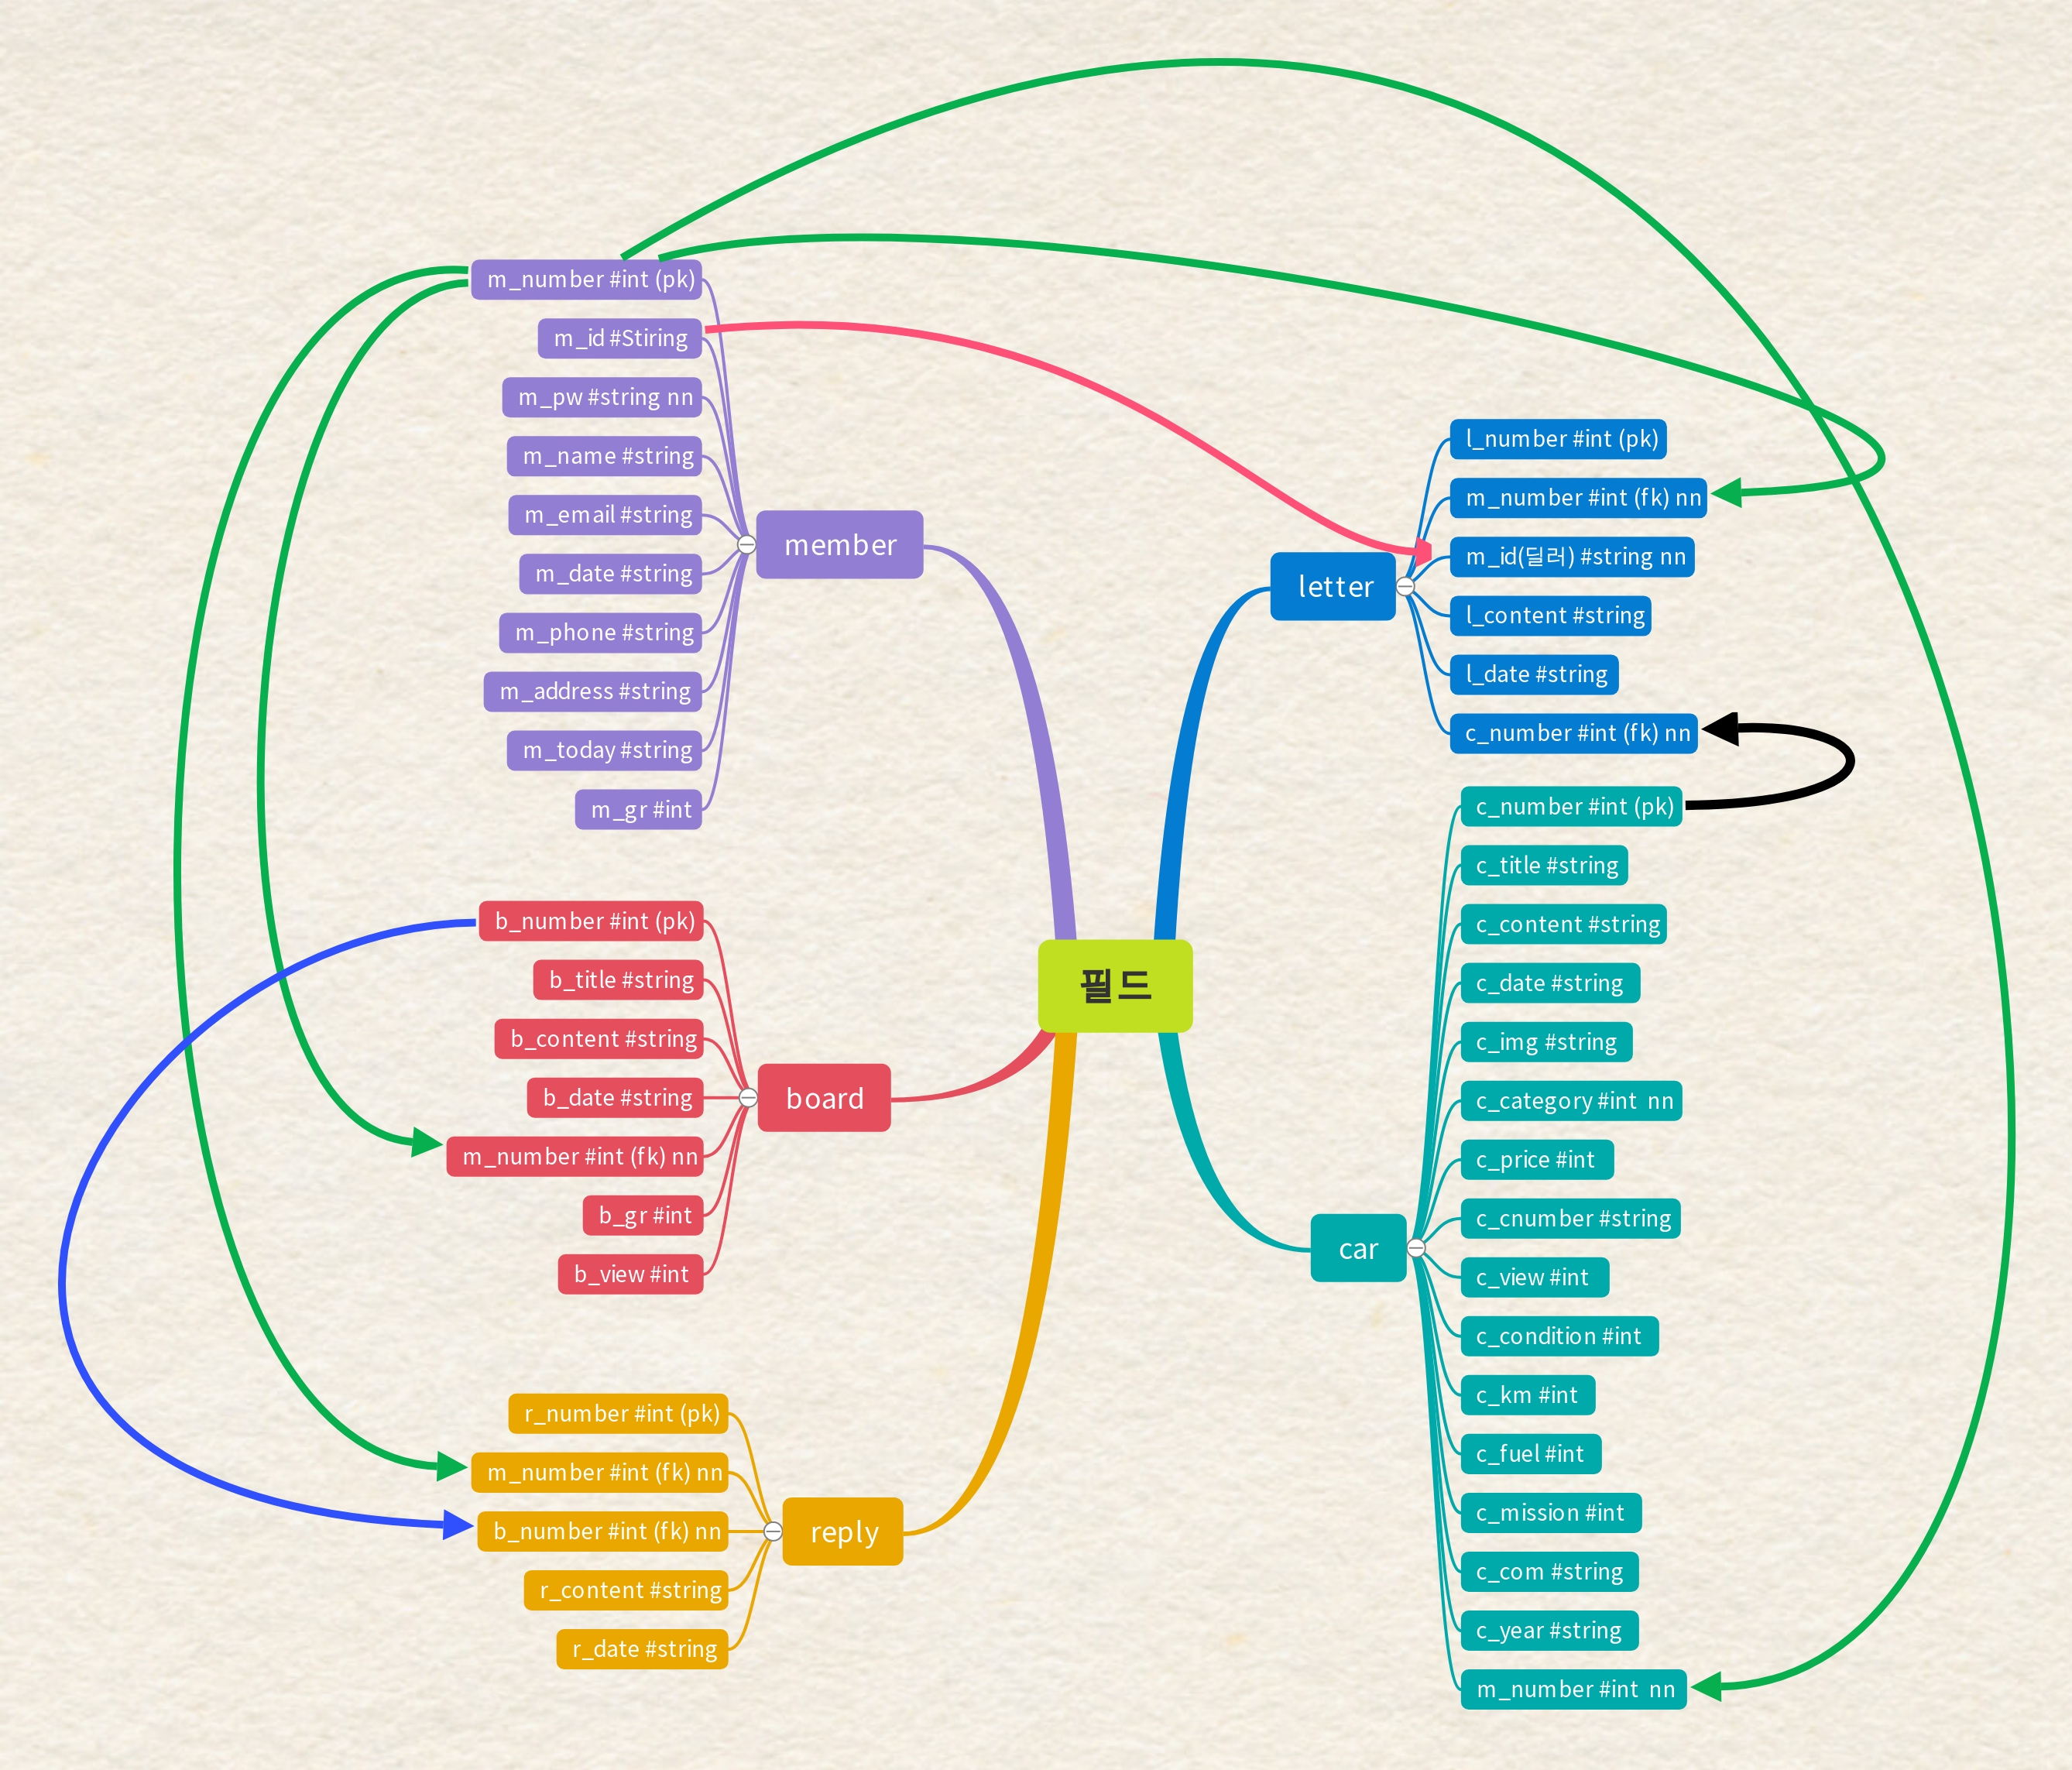 필드
member
m_number #int (pk)
m_id #Stiring
m_pw #string nn
m_name #string
m_email #string
m_date #string
m_phone #string
m_address #string
m_today #string
m_gr #int
board
b_number #int (pk)
b_title #string
b_content #string
b_date #string
m_number #int (fk) nn
b_gr #int
b_view #int
reply
r_number #int (pk)
m_number #int (fk) nn
b_number #int (fk) nn
r_content #string
r_date #string
letter
l_number #int (pk)
m_number #int (fk) nn
m_id(딜러) #string nn
l_content #string
l_date #string
c_number #int (fk) nn
car
c_number #int (pk)
c_title #string
c_content #string
c_date #string
c_img #string
c_category #int  nn
c_price #int
c_cnumber #string
c_view #int
c_condition #int
c_km #int
c_fuel #int
c_mission #int
c_com #string
c_year #string
m_number #int  nn